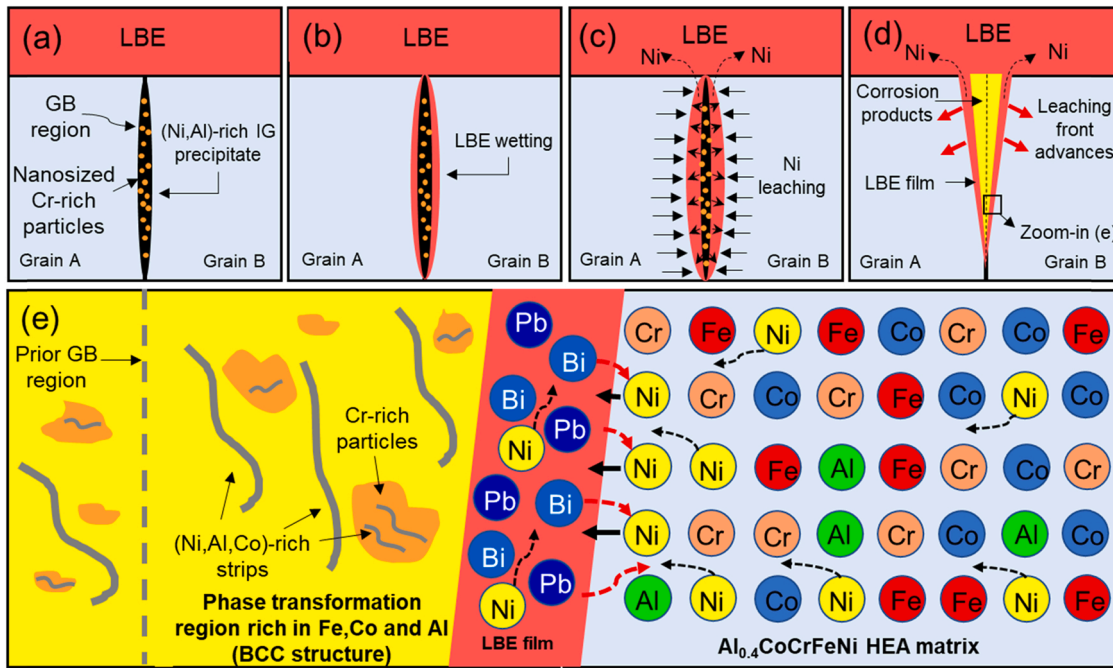 (a)
LBE
GB
region
(Ni,Al)-rich IG
precipitate
Nanosized
Cr-rich
particles
Grain A
Grain B
(b)
LBE
LBE wetting
Grain A
Grain B
(c)
LBE
Ni
Ni
Ni
leaching
Grain A
Grain B
(d)
LBE
Ni
Ni
Corrosion
products
Leaching
front
advances
LBE film
Zoom-in (e)
Grain A
Grain B
(e)
Prior GB
region
Cr-rich
particles
(Ni,Al,Co)-rich
strips
Phase transformation
region rich in Fe,Co and Al
(BCC structure)
Pb
Bi
Bi
Pb
Ni
Pb
Bi
Bi
Pb
Ni
LBE film
Cr Fe Ni Fe Co Cr Co Fe
Ni Cr Co Cr Fe Co Ni Co
Ni Ni Fe Al Fe Cr Co Cr
Ni Cr Cr Al Cr Co Al Co
Al Ni Co Ni Fe Fe Ni Fe
Al0.4CoCrFeNi HEA matrix